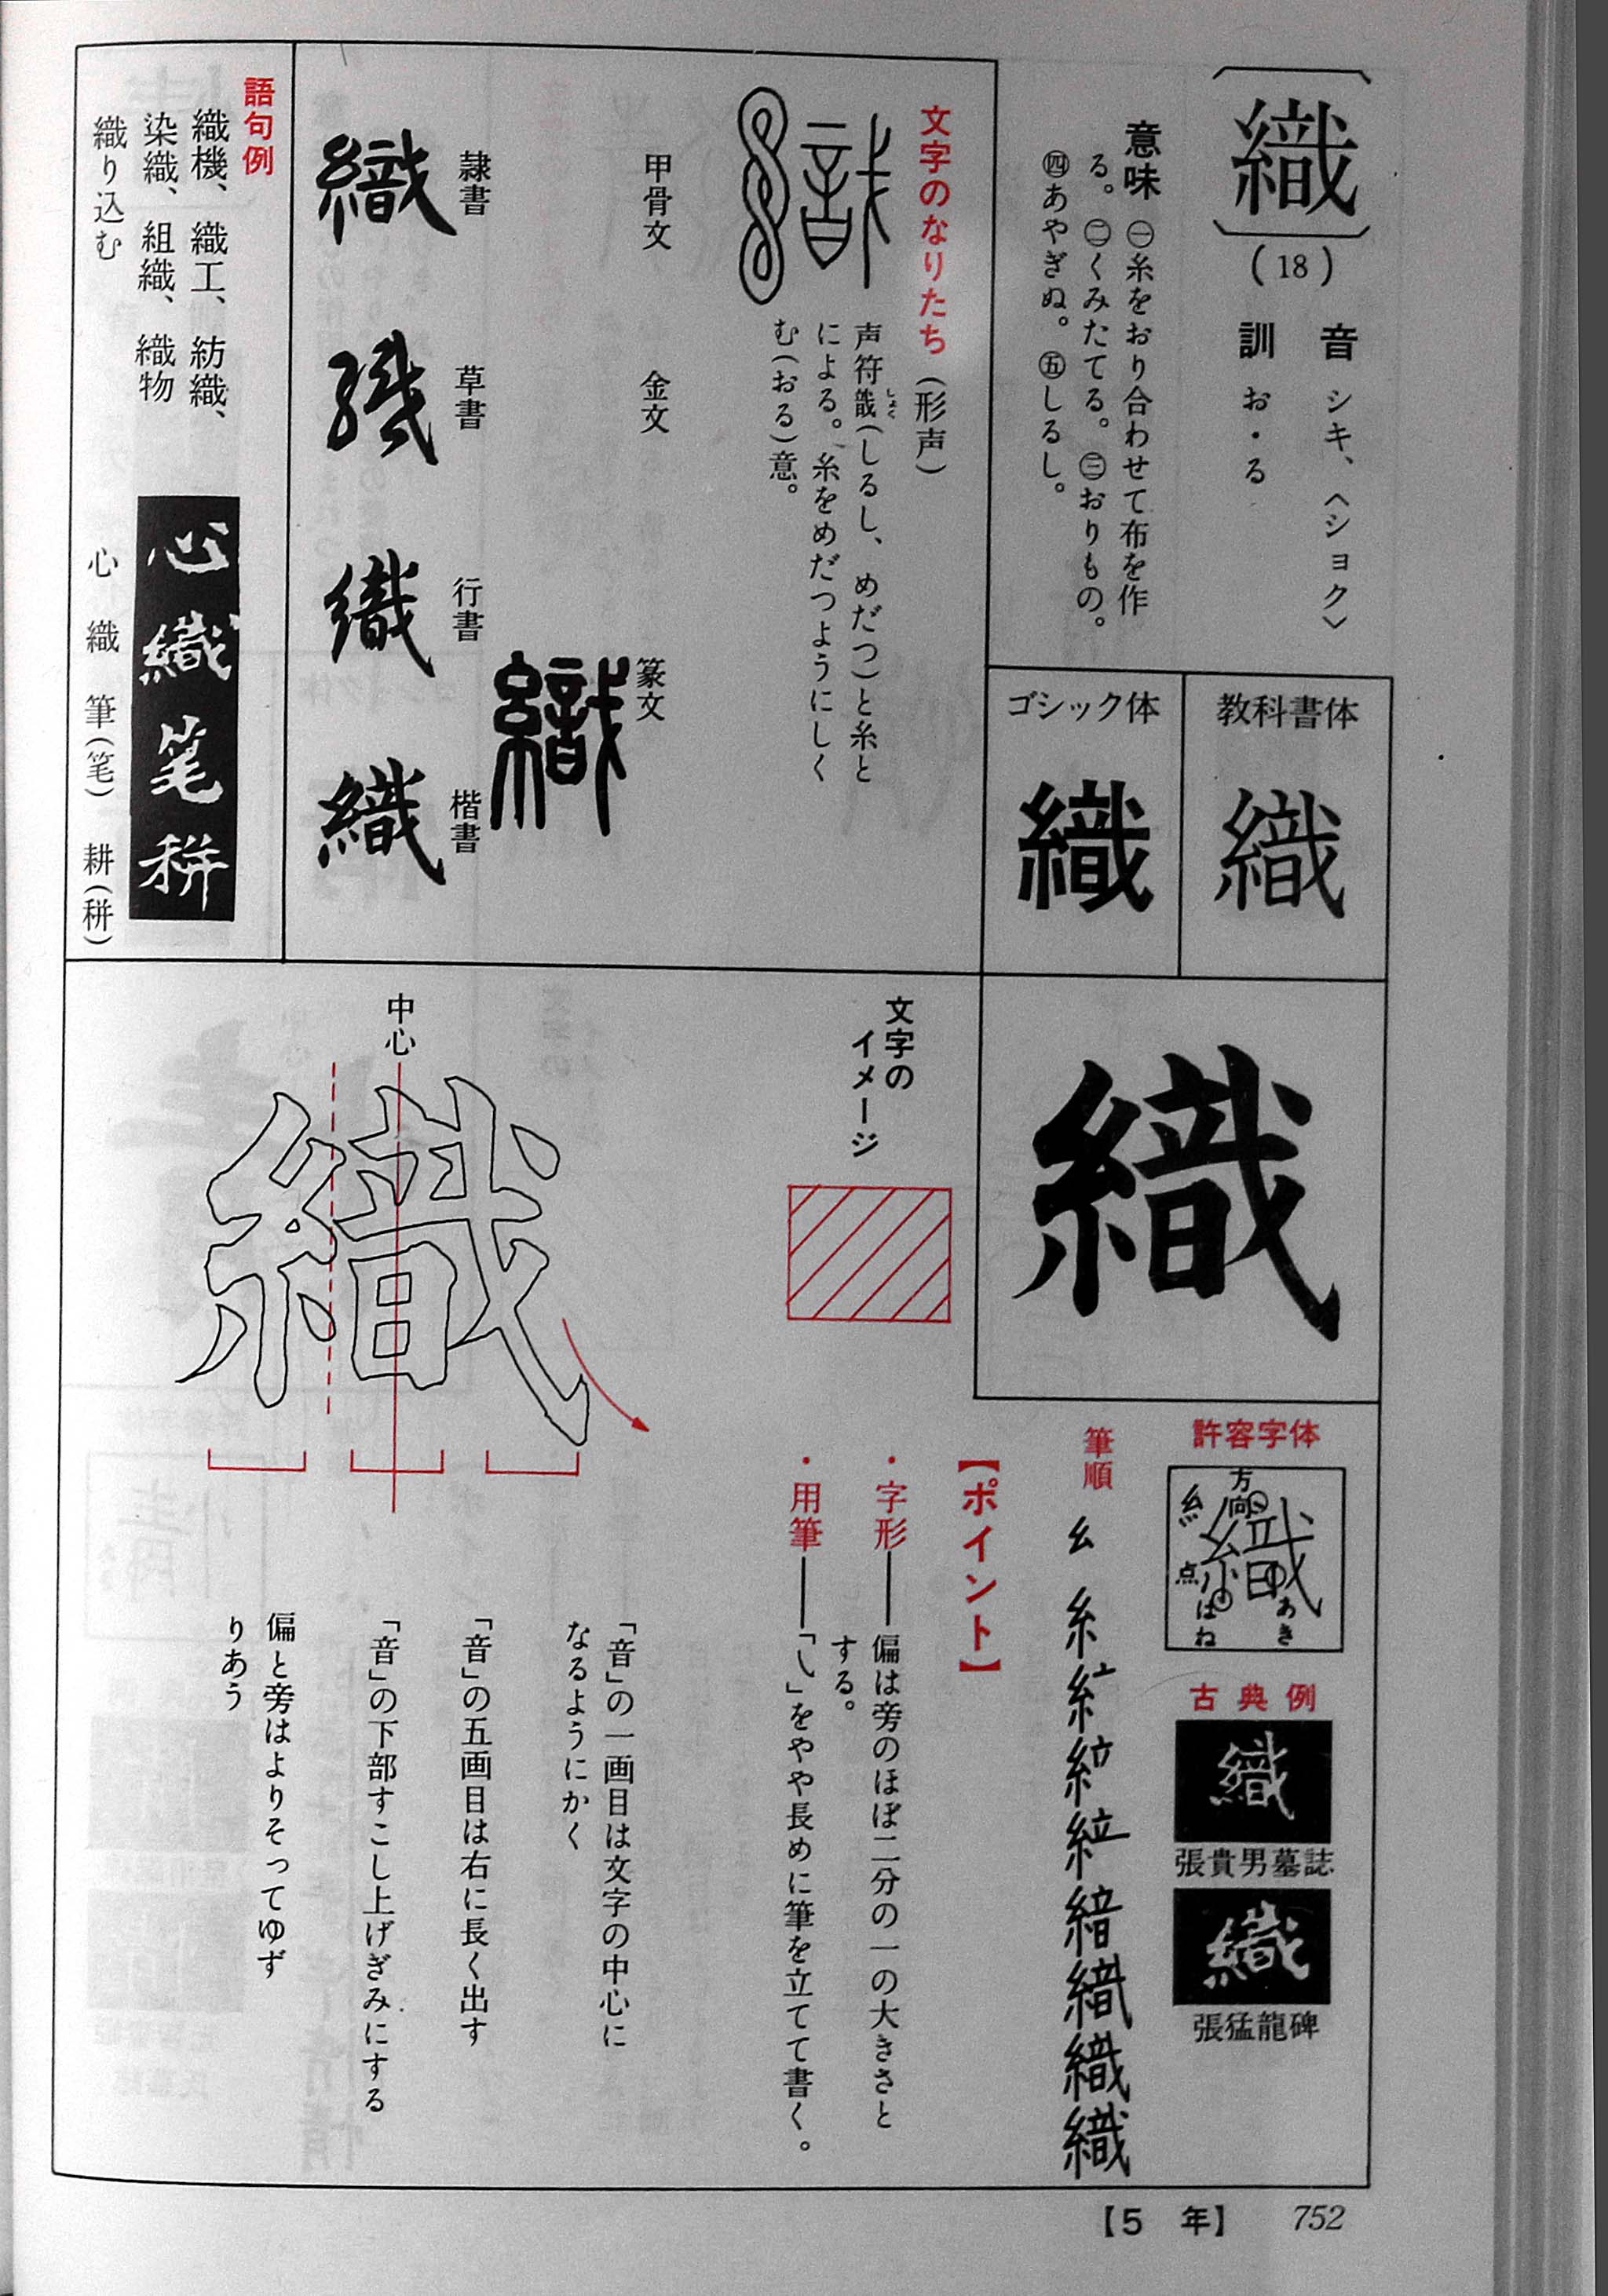 織
(18)
音 シキ、〈ショク〉
訓 お・る
意味 ㊀糸をおり合わせて布を作
る。㊁くみたてる。㊂おりもの。
㊃あやぎぬ。㊄しるし。
教科書体
織
ゴシック体
織
文字のなりたち(形声)
声符戠(しるし、めだつ)と糸と
しょく
による。糸をめだつようにしく
む(おる)意。
甲骨文
金文
篆文
織
隷書
織
草書
織
行書
織
楷書
織
語句例
織機、織工、紡織、
染織、組織、織物
織り込む
心織笔秝
心 織 筆(笔) 耕(畊)
織
許容字体
方向
糸
織
点
はね
あき
古典例
織
張貴男墓誌
織
張猛龍碑
筆順
幺 糸 織 織 織
【ポイント】
・字形――偏は旁のほぼ二分の一の大きさと
する。
・用筆――「㇂」をやや長めに筆を立てて書く。
文字の
イメージ
中心
織
「音」の一画目は文字の中心に
なるようにかく
「音」の五画目は右に長く出す
「音」の下部すこし上げぎみにする
偏と旁はよりそってゆず
りあう
【5 年】 752